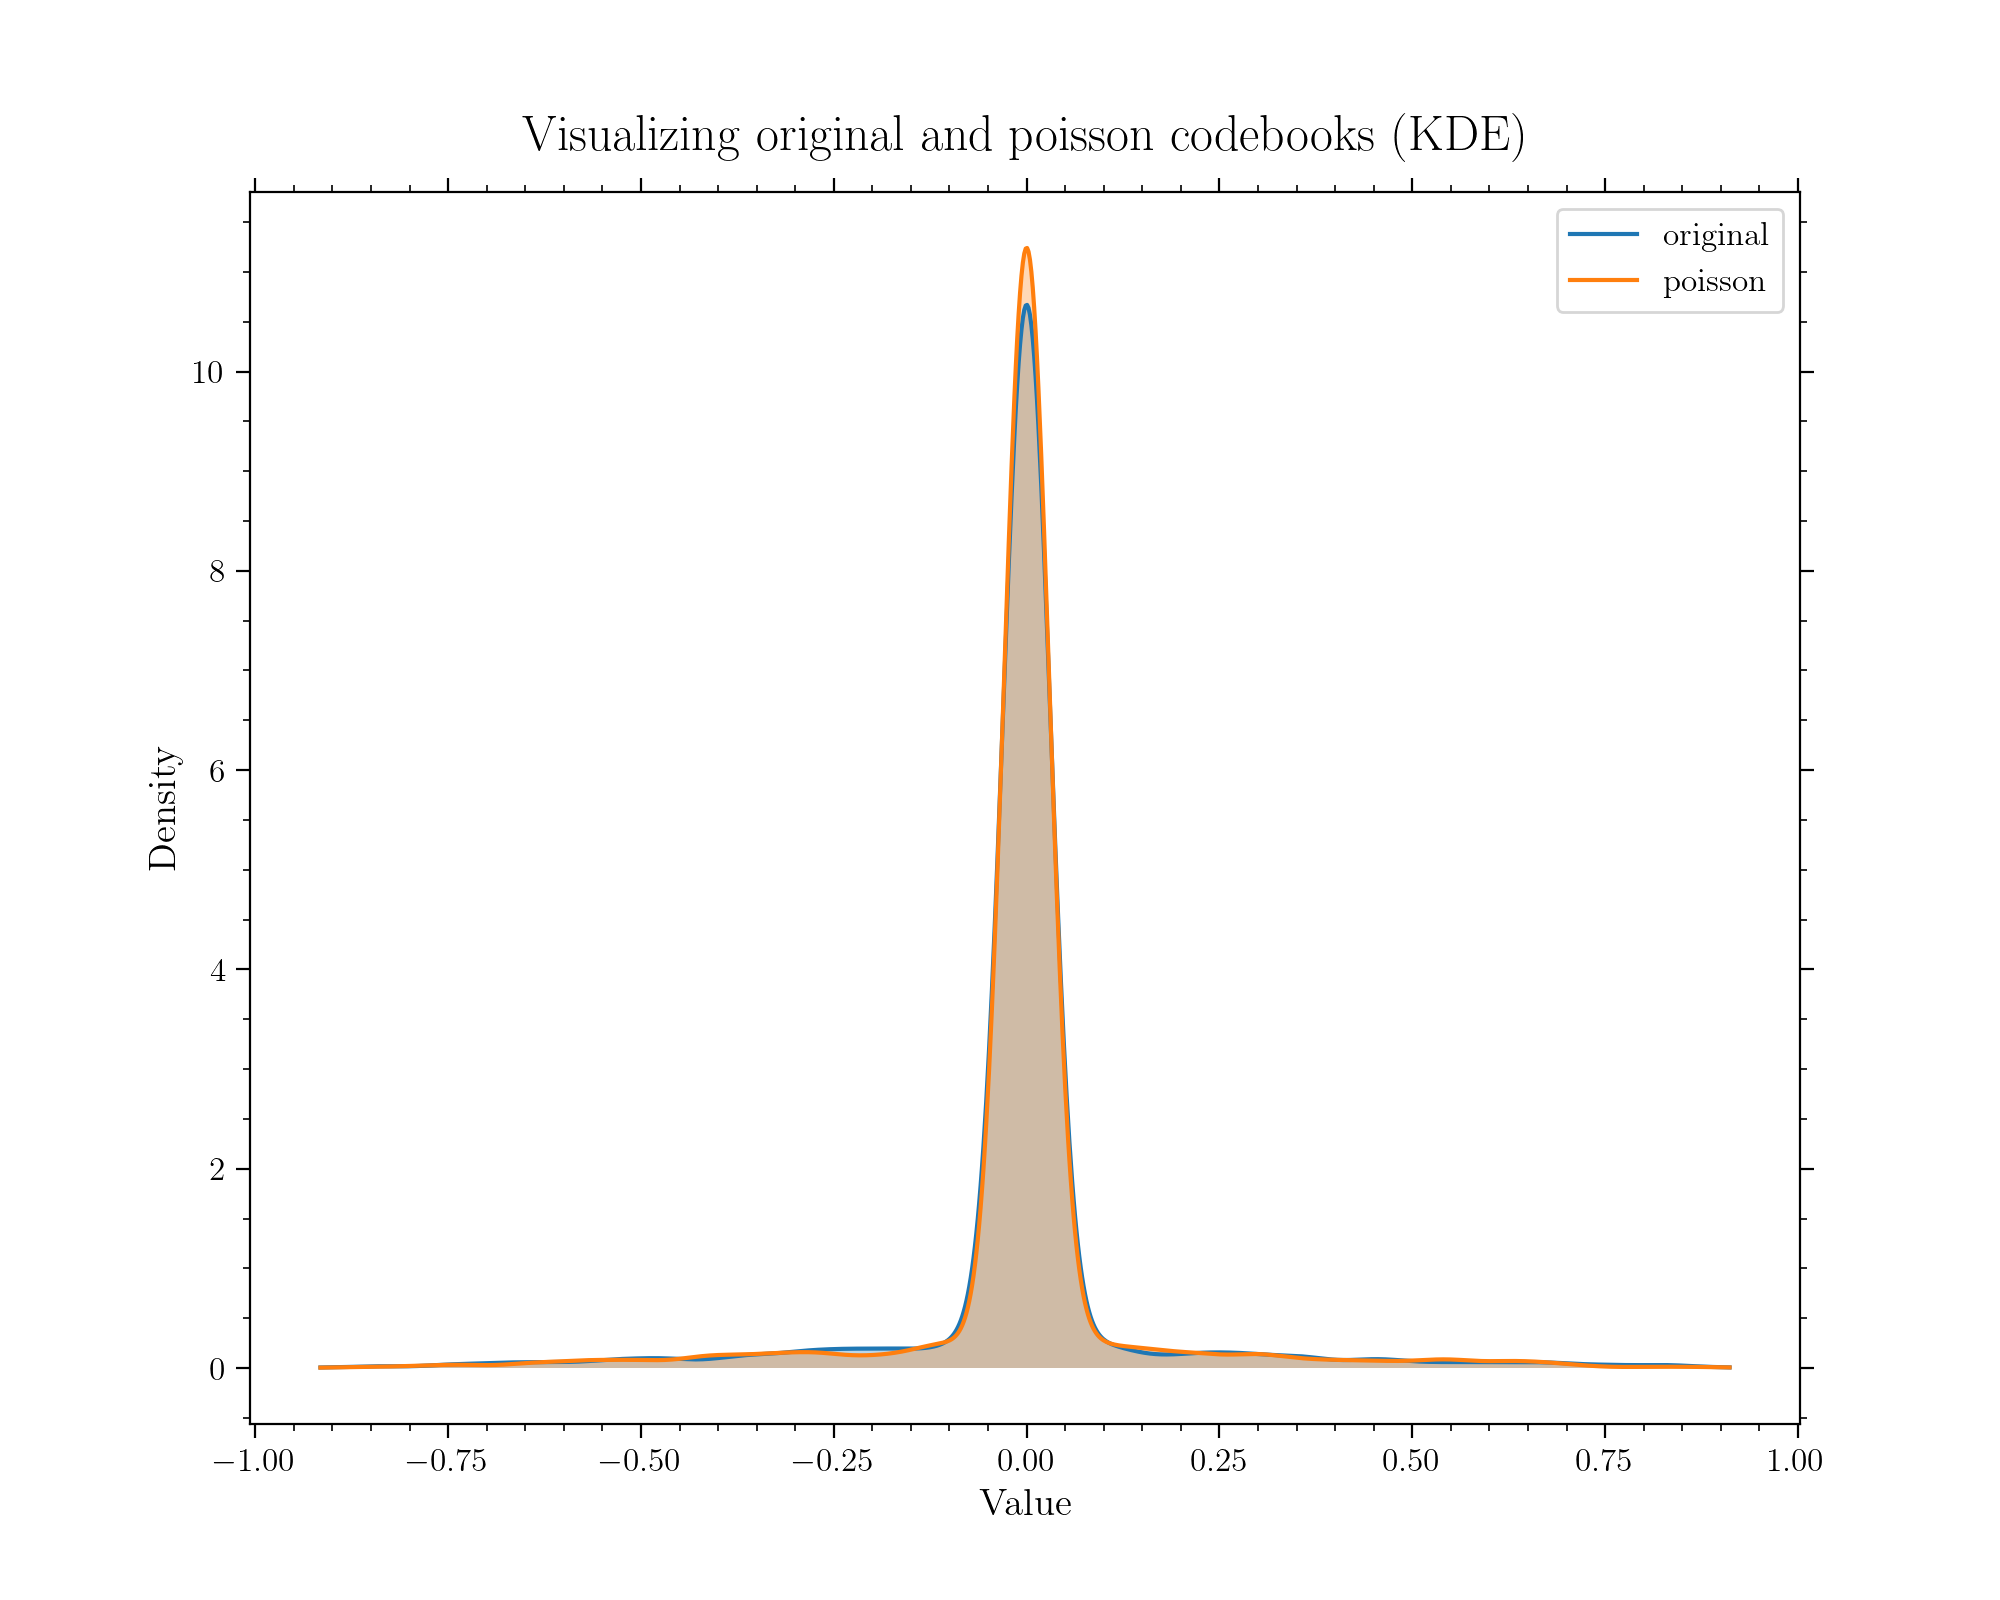 Visualizing original and poisson codebooks (KDE)
original
poisson
10
8
6
4
2
0
Density
−1.00 −0.75 −0.50 −0.25 0.00 0.25 0.50 0.75 1.00
Value